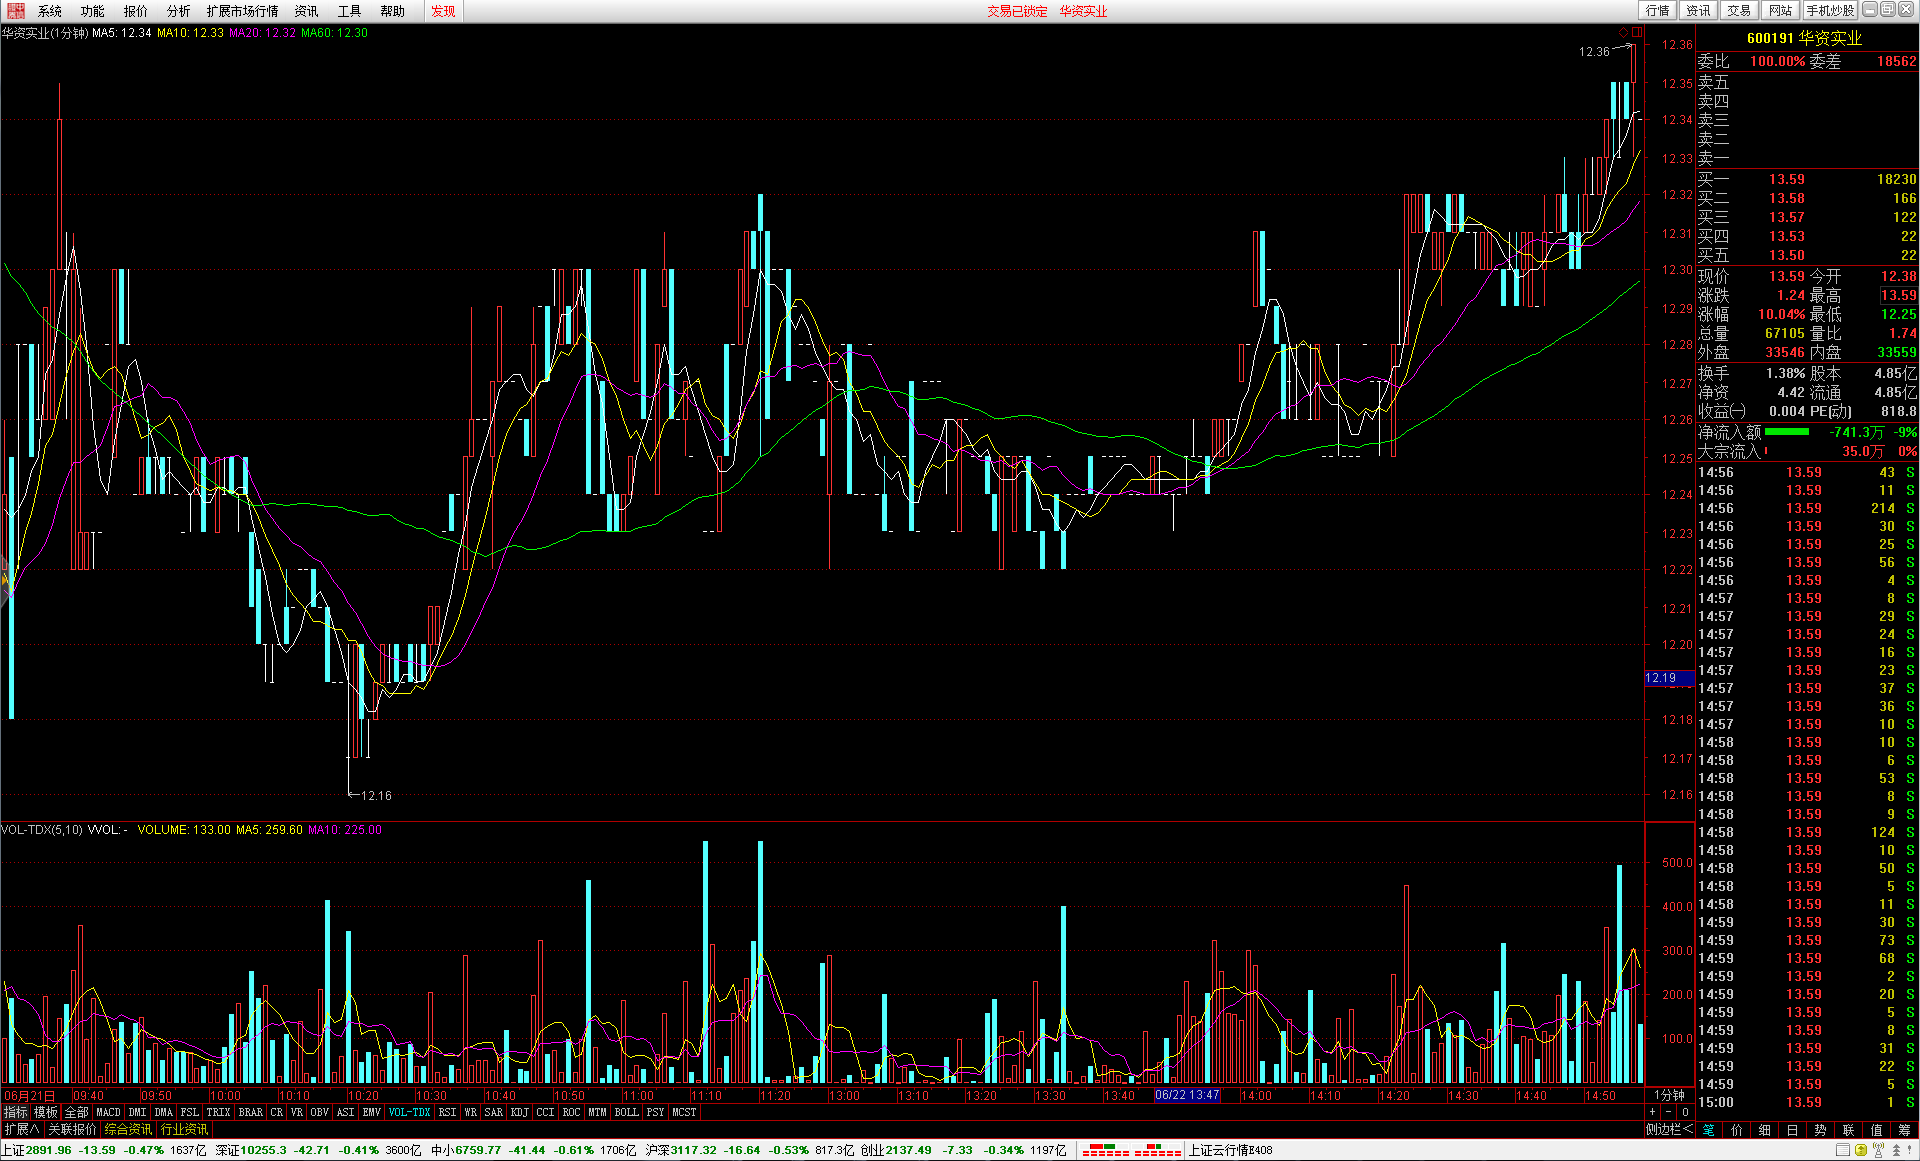 系统 功能 报价 分析 扩展市场行情 资讯 工具 帮助 发现 交易已锁定 华资实业 行情 资讯 交易 网站 手机炒股
华资实业(1分钟) MA5: 12.34 MA10: 12.33 MA20: 12.32 MA60: 12.30
12.36
12.16
12.36
12.35
12.34
12.33
12.32
12.31
12.30
12.29
12.28
12.27
12.26
12.25
12.24
12.23
12.22
12.21
12.20
12.19
12.18
12.17
12.16
VOL-TDX(5,10) VVOL: - VOLUME: 133.00 MA5: 259.60 MA10: 225.00
500.0
400.0
300.0
200.0
100.0
06月21日 09:40 09:50 10:00 10:10 10:20 10:30 10:40 10:50 11:00 11:10 11:20 13:00 13:10 13:20 13:30 13:40 06/22 13:47 14:00 14:10 14:20 14:30 14:40 14:50 1分钟
指标 模板 全部 MACD DMI DMA FSL TRIX BRAR CR VR OBV ASI EMV VOL-TDX RSI WR SAR KDJ CCI ROC MTM BOLL PSY MCST + - 0
扩展∧ 关联报价 综合资讯 行业资讯 侧边栏< 笔 价 细 日 势 联 值 筹
600191 华资实业
委比 100.00% 委差 18562
卖五
卖四
卖三
卖二
卖一
买一 13.59 18230
买二 13.58 166
买三 13.57 122
买四 13.53 22
买五 13.50 22
现价 13.59 今开 12.38
涨跌 1.24 最高 13.59
涨幅 10.04% 最低 12.25
总量 67105 量比 1.74
外盘 33546 内盘 33559
换手 1.38% 股本 4.85亿
净资 4.42 流通 4.85亿
收益(一) 0.004 PE[动] 818.8
净流入额 -741.3万 -9%
大宗流入 35.0万 0%
14:56 13.59 43 S
14:56 13.59 11 S
14:56 13.59 214 S
14:56 13.59 30 S
14:56 13.59 25 S
14:56 13.59 56 S
14:56 13.59 4 S
14:57 13.59 8 S
14:57 13.59 29 S
14:57 13.59 24 S
14:57 13.59 16 S
14:57 13.59 23 S
14:57 13.59 37 S
14:57 13.59 36 S
14:57 13.59 10 S
14:58 13.59 10 S
14:58 13.59 6 S
14:58 13.59 53 S
14:58 13.59 8 S
14:58 13.59 9 S
14:58 13.59 124 S
14:58 13.59 10 S
14:58 13.59 50 S
14:58 13.59 5 S
14:58 13.59 11 S
14:59 13.59 30 S
14:59 13.59 73 S
14:59 13.59 68 S
14:59 13.59 2 S
14:59 13.59 20 S
14:59 13.59 5 S
14:59 13.59 8 S
14:59 13.59 31 S
14:59 13.59 22 S
14:59 13.59 5 S
15:00 13.59 1 S
上证2891.96 -13.59 -0.47% 1637亿 深证10255.3 -42.71 -0.41% 3600亿 中小6759.77 -41.44 -0.61% 1706亿 沪深3117.32 -16.64 -0.53% 817.3亿 创业2137.49 -7.33 -0.34% 1197亿 上证云行情E408